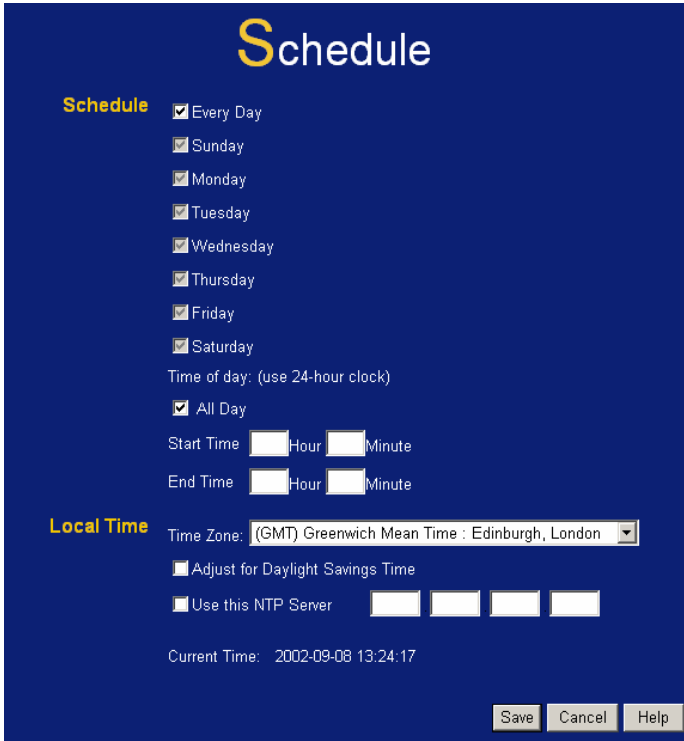 Schedule
Schedule
Every Day
Sunday
Monday
Tuesday
Wednesday
Thursday
Friday
Saturday
Time of day: (use 24-hour clock)
All Day
Start Time Hour Minute
End Time Hour Minute
Local Time
Time Zone: (GMT) Greenwich Mean Time : Edinburgh, London
Adjust for Daylight Savings Time
Use this NTP Server
Current Time: 2002-09-08 13:24:17
Save Cancel Help